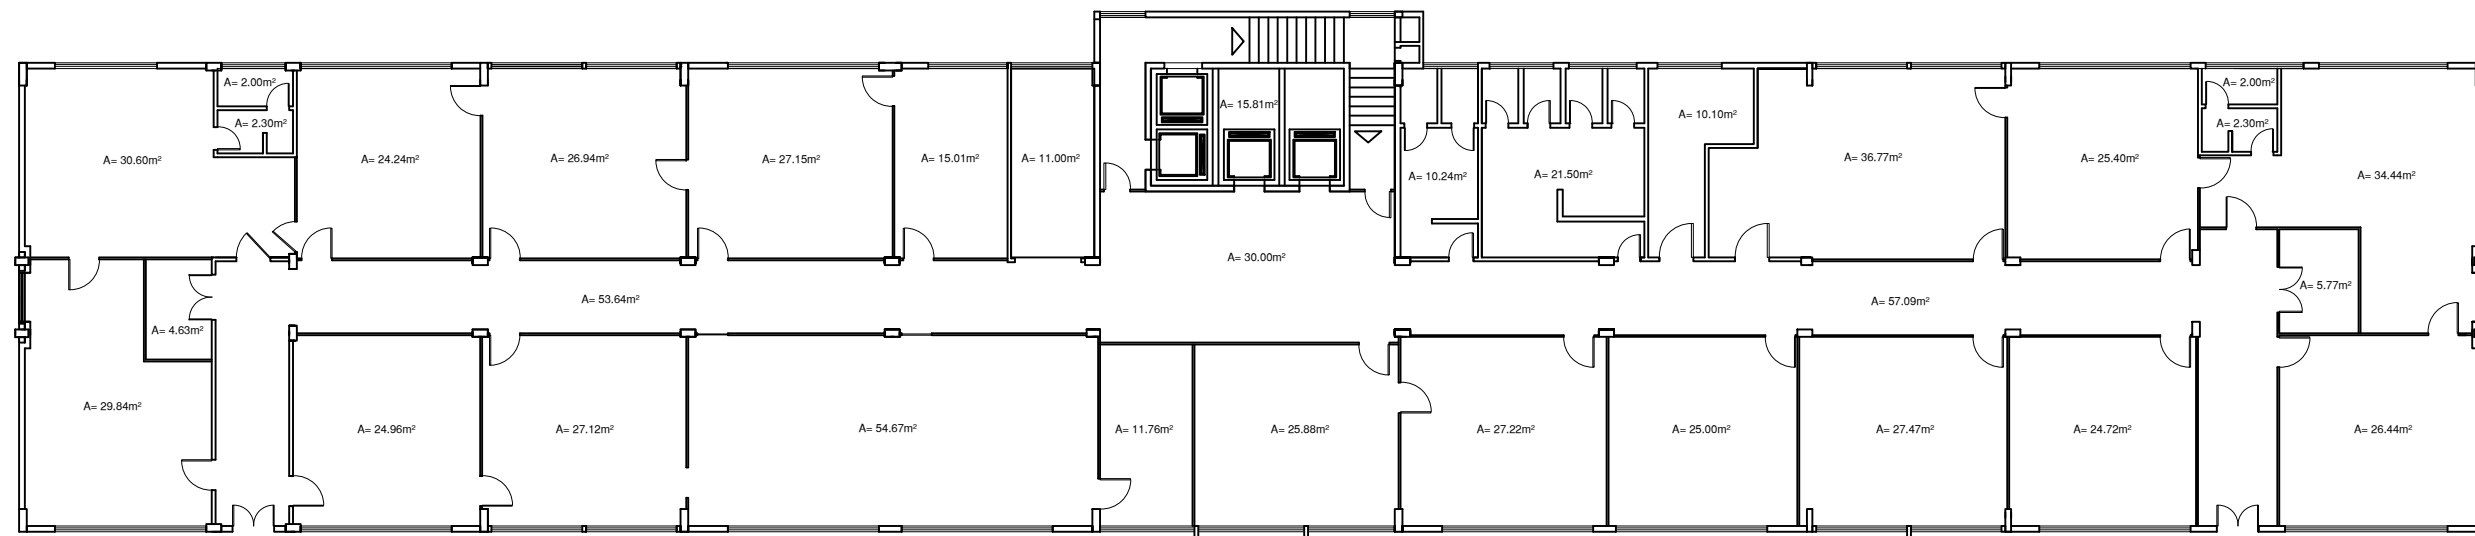 A= 2.00m²
A= 2.00m²
A= 2.30m²
A= 15.81m²
A= 10.10m²
A= 2.30m²
A= 30.60m²
A= 24.24m²
A= 26.94m²
A= 27.15m²
A= 15.01m²
A= 11.00m²
A= 10.24m²
A= 21.50m²
A= 36.77m²
A= 25.40m²
A= 34.44m²
A= 30.00m²
A= 53.64m²
A= 57.09m²
A= 5.77m²
A= 4.63m²
A= 29.84m²
A= 24.96m²
A= 27.12m²
A= 54.67m²
A= 11.76m²
A= 25.88m²
A= 27.22m²
A= 25.00m²
A= 27.47m²
A= 24.72m²
A= 26.44m²